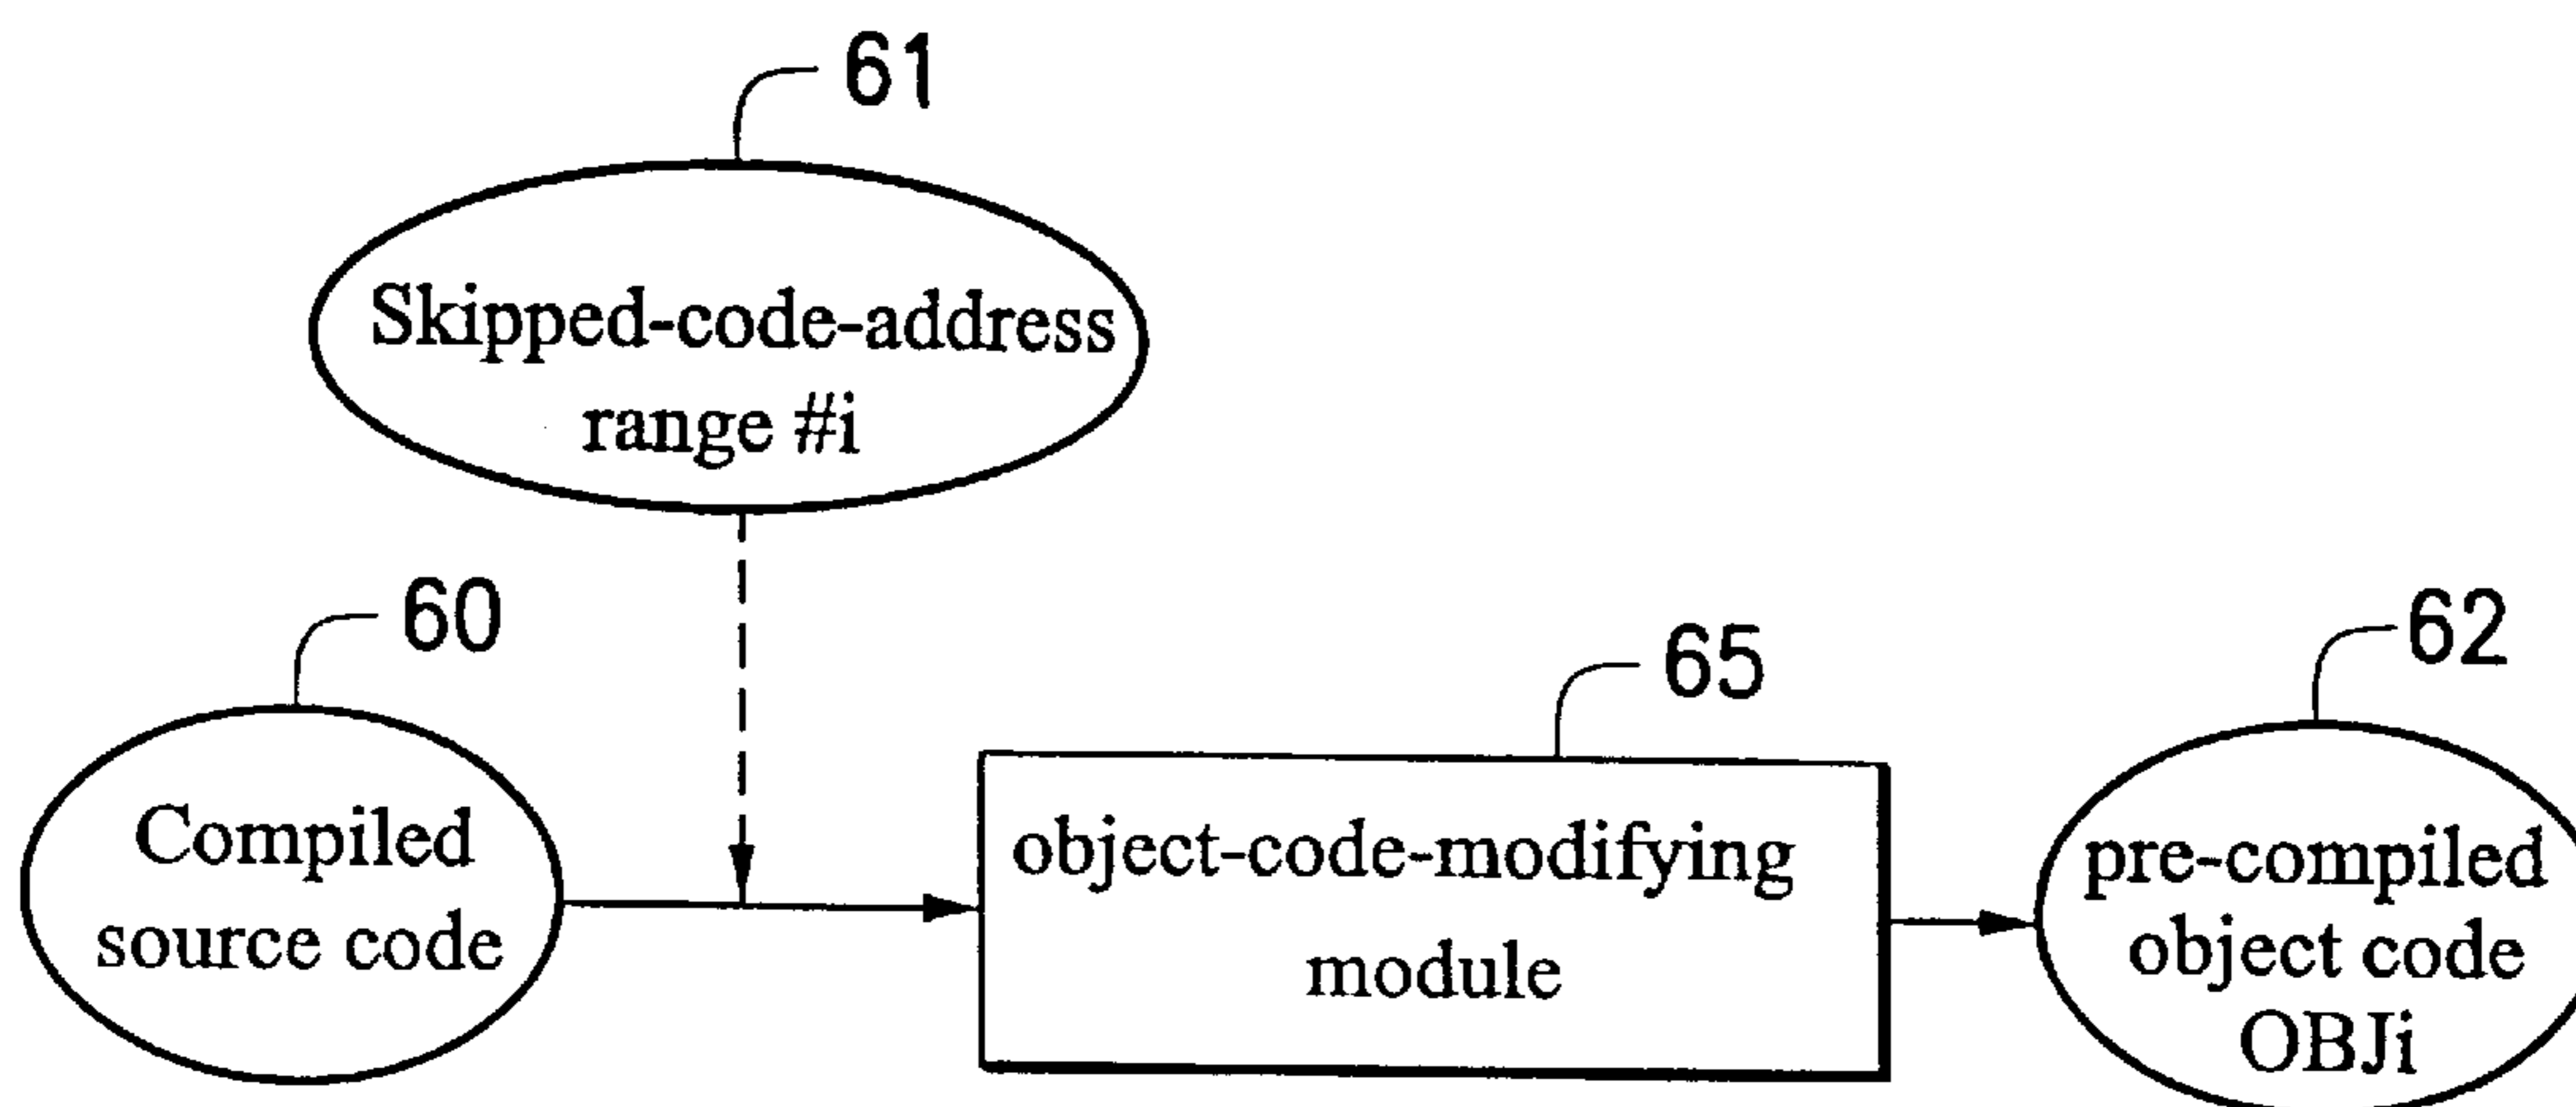 61
Skipped-code-address
range #i
60
Compiled
source code
65
object-code-modifying
module
62
pre-compiled
object code
OBJi